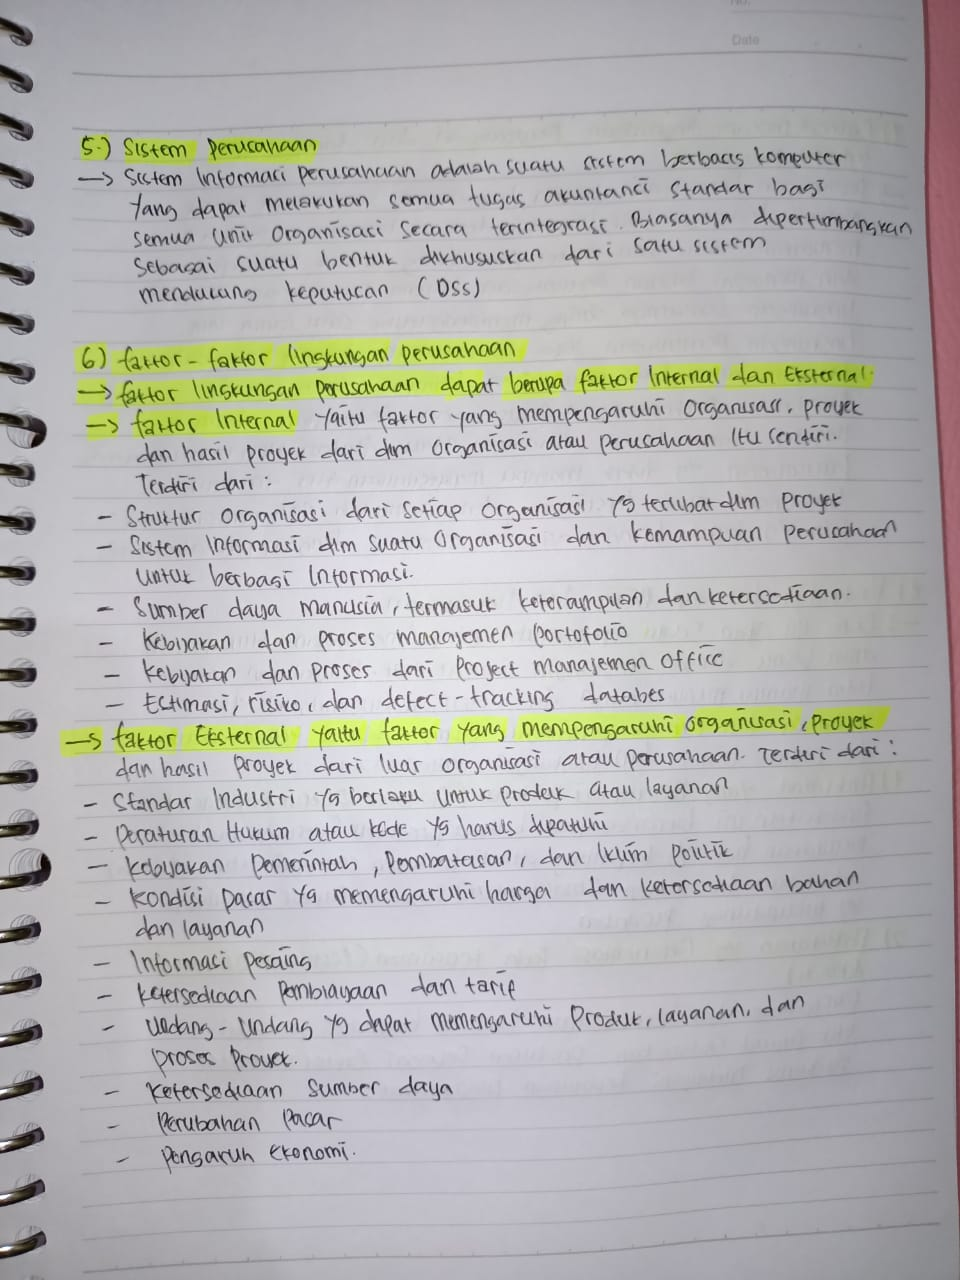 No.
Date
5.) Sistem Perusahaan
→ Sistem Informasi perusahaan adalah suatu sistem berbasis komputer
yang dapat melakukan semua tugas akuntansi standar bagi
semua unit organisasi secara terintegrasi. Biasanya dipertimbangkan
sebagai suatu bentuk dikhususkan dari satu sistem
mendukung keputusan (DSS)
6) faktor-faktor lingkungan perusahaan
→ faktor lingkungan perusahaan dapat berupa faktor Internal dan Eksternal.
→ faktor Internal yaitu faktor yang mempengaruhi organisasi, proyek
dan hasil proyek dari dlm organisasi atau perusahaan itu sendiri.
Terdiri dari :
- Struktur organisasi dari setiap organisasi yg terlibat dlm proyek
- Sistem Informasi dlm suatu organisasi dan kemampuan perusahaan
untuk berbagi Informasi.
- Sumber daya manusia, termasuk keterampilan dan ketersediaan.
- Kebijakan dan proses manajemen portofolio
- Kebijakan dan proses dari project manajemen office
- Estimasi, risiko, dan defect-tracking databes
→ faktor Eksternal yaitu faktor yang mempengaruhi organisasi, proyek
dan hasil proyek dari luar organisasi atau perusahaan. Terdiri dari :
- Standar Industri yg berlaku untuk produk atau layanan
- Peraturan Hukum atau kode yg harus dipatuhi
- Kebijakan Pemerintah, Pembatasan, dan Iklim Politik
- Kondisi pasar yg memengaruhi harga dan ketersediaan bahan
dan layanan
- Informasi pesaing
- Ketersediaan pembiayaan dan tarif
- Undang-undang yg dapat memengaruhi produk, layanan, dan
proses proyek.
- Ketersediaan sumber daya
- Perubahan Pasar
- Pengaruh Ekonomi.